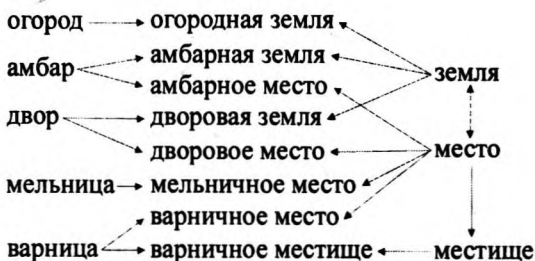 огород огородная земля
амбарная земля
амбар земля
амбарное место
двор дворовая земля
дворовое место место
мельница мельничное место
варничное место
варница варничное местище местище